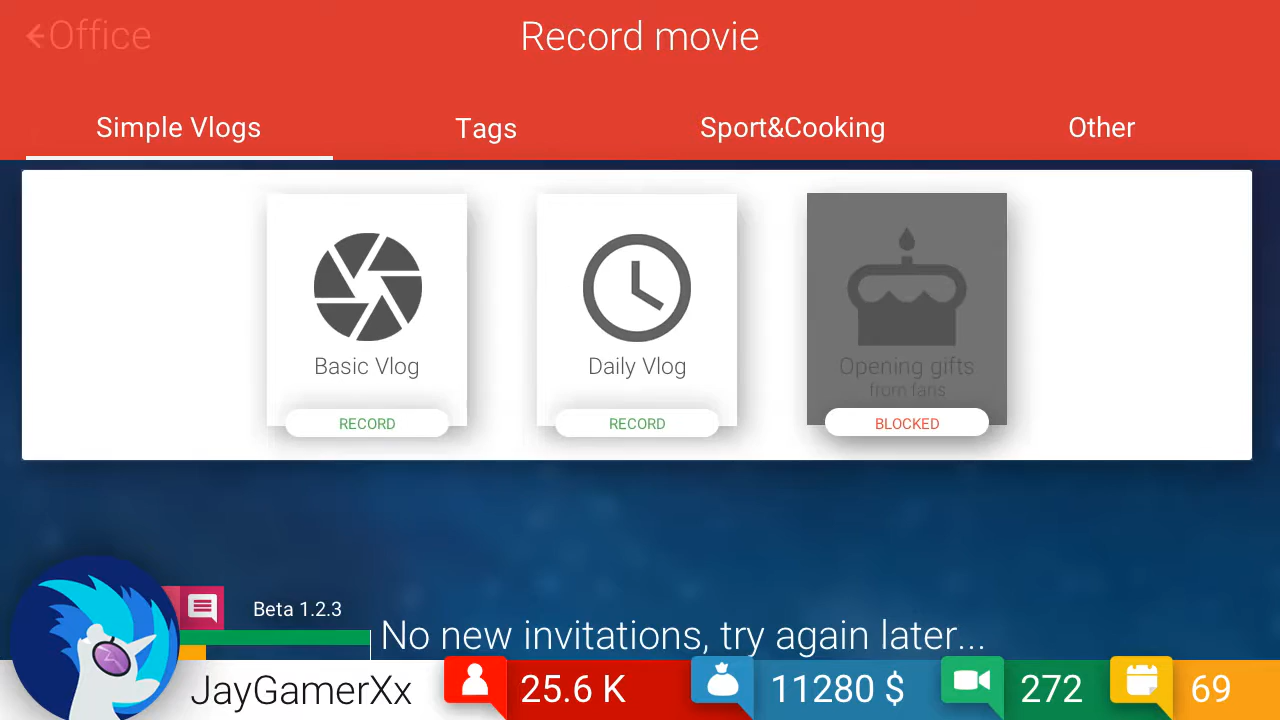 Office
Record movie
Simple Vlogs
Tags
Sport&Cooking
Other
Basic Vlog
RECORD
Daily Vlog
RECORD
Opening gifts
from fans
BLOCKED
Beta 1.2.3
No new invitations, try again later...
JayGamerXx
25.6 K
11280 $
272
69